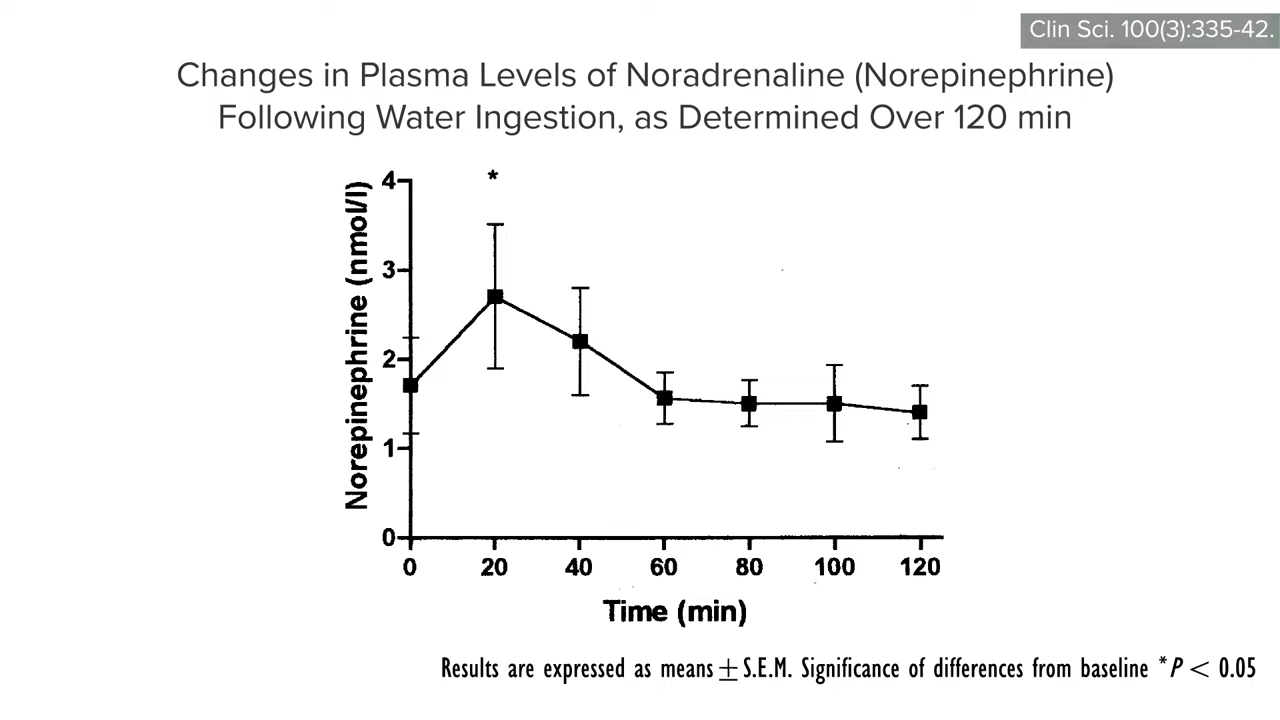 Clin Sci. 100(3):335-42.
Changes in Plasma Levels of Noradrenaline (Norepinephrine)
Following Water Ingestion, as Determined Over 120 min
*
4
3
2
1
0
Norepinephrine (nmol/l)
0 20 40 60 80 100 120
Time (min)
Results are expressed as means ± S.E.M. Significance of differences from baseline *P < 0.05